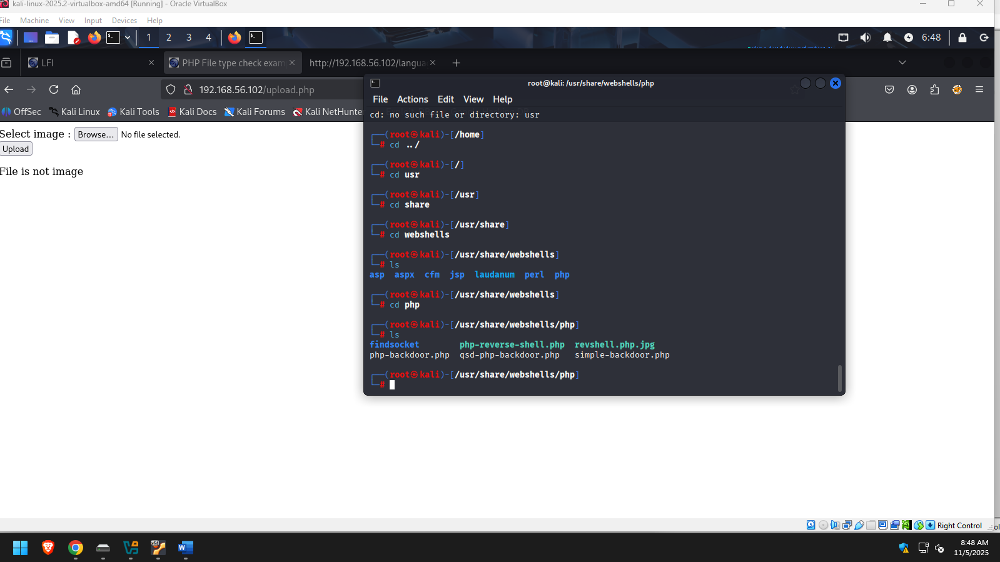 kali-linux-2025.2-virtualbox-amd64 [Running] - Oracle VirtualBox
File Machine View Input Devices Help
1 2 3 4 6:48
LFI PHP File type check exam http://192.168.56.102/langua
192.168.56.102/upload.php
OffSec Kali Linux Kali Tools Kali Docs Kali Forums Kali NetHunte
Select image : Browse... No file selected.
Upload
File is not image
root@kali: /usr/share/webshells/php
File Actions Edit View Help
cd: no such file or directory: usr
┌──(root㉿kali)-[/home]
└─# cd ../
┌──(root㉿kali)-[/]
└─# cd usr
┌──(root㉿kali)-[/usr]
└─# cd share
┌──(root㉿kali)-[/usr/share]
└─# cd webshells
┌──(root㉿kali)-[/usr/share/webshells]
└─# ls
asp aspx cfm jsp laudanum perl php
┌──(root㉿kali)-[/usr/share/webshells]
└─# cd php
┌──(root㉿kali)-[/usr/share/webshells/php]
└─# ls
findsocket php-reverse-shell.php revshell.php.jpg
php-backdoor.php qsd-php-backdoor.php simple-backdoor.php
┌──(root㉿kali)-[/usr/share/webshells/php]
└─#
Right Control
8:48 AM
11/5/2025